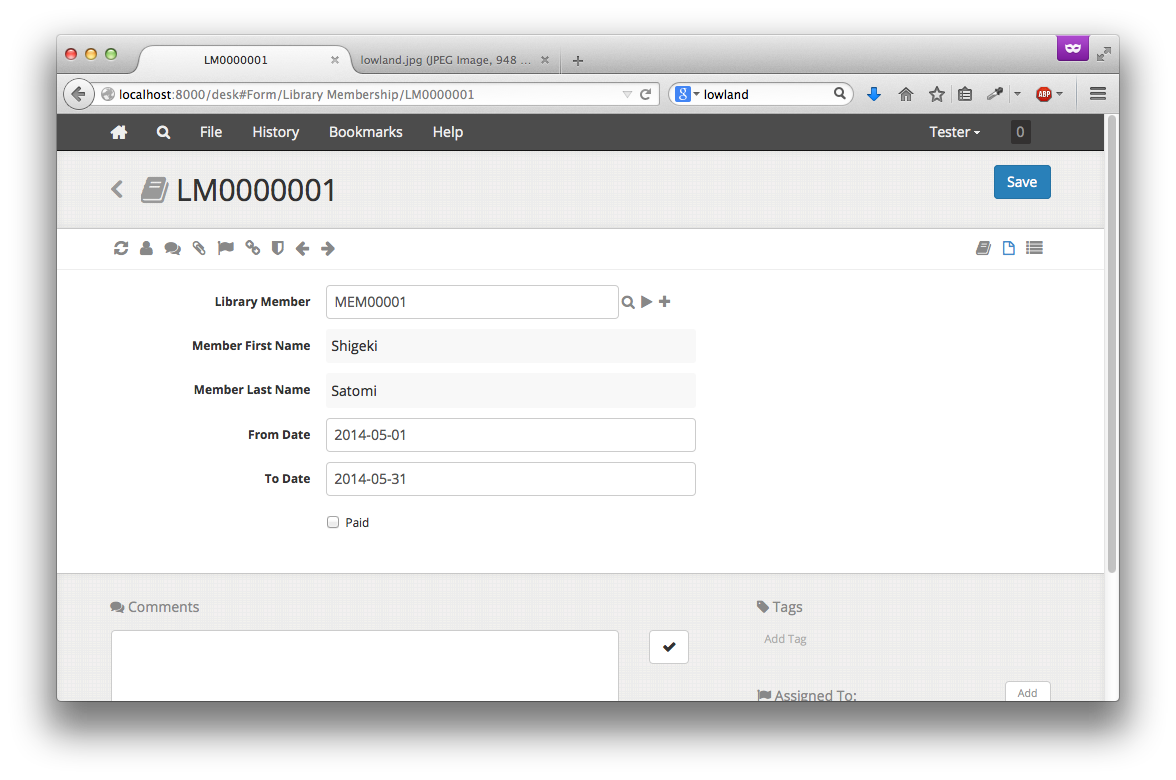 LM0000001 lowland.jpg (JPEG Image, 948 ...
localhost:8000/desk#Form/Library Membership/LM0000001 8 lowland ABP
File History Bookmarks Help Tester 0
LM0000001 Save
Library Member MEM00001
Member First Name Shigeki
Member Last Name Satomi
From Date 2014-05-01
To Date 2014-05-31
Paid
Comments Tags
Add Tag
Assigned To: Add